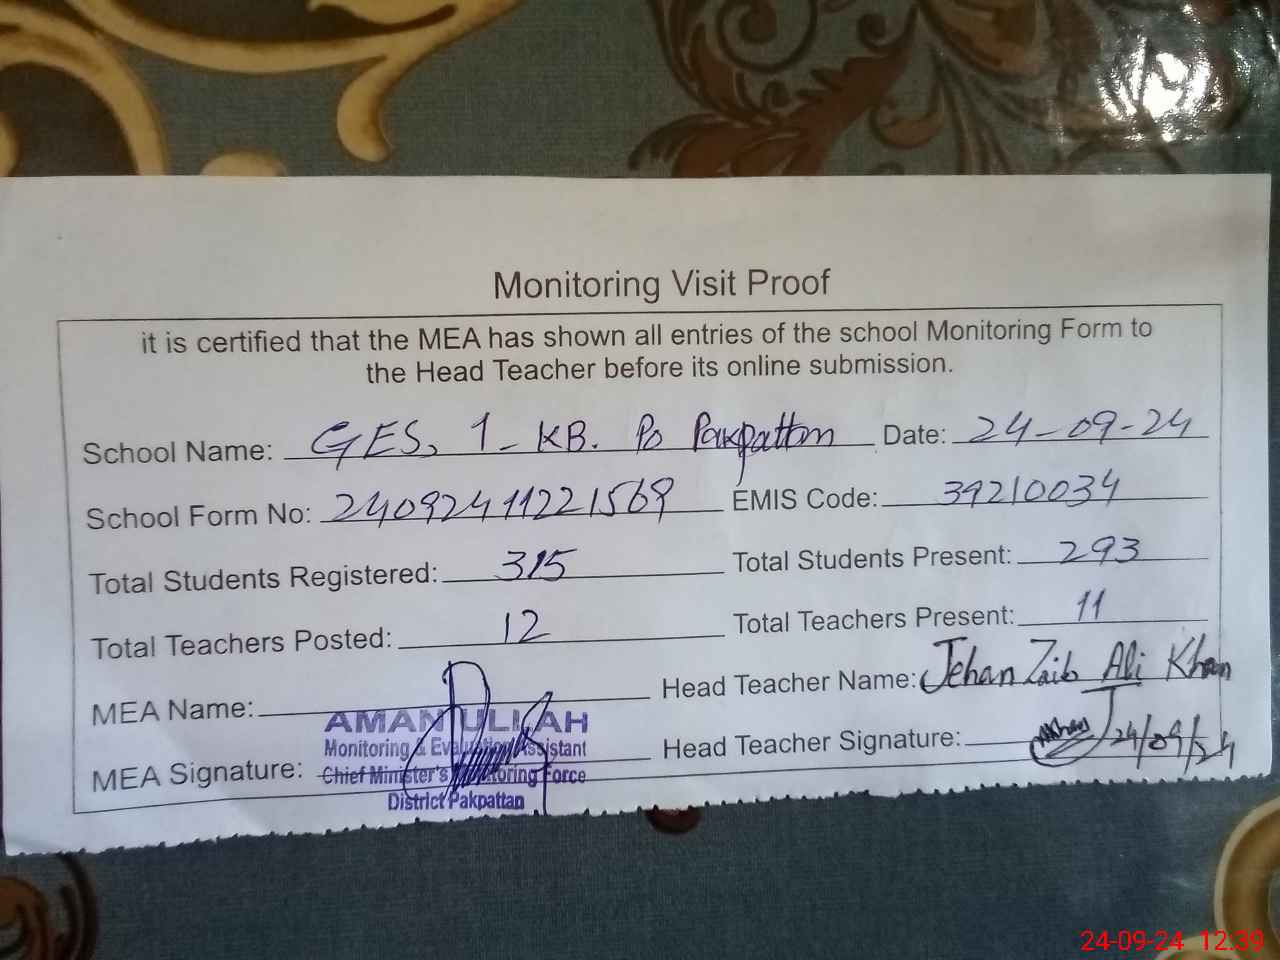 Monitoring Visit Proof
it is certified that the MEA has shown all entries of the school Monitoring Form to
the Head Teacher before its online submission.
School Name: GES, 1-KB. Po Pakpattan Date: 24-09-24
School Form No: 24092411221569 EMIS Code: 39210034
Total Students Registered: 315 Total Students Present: 293
Total Teachers Posted: 12 Total Teachers Present: 11
MEA Name: Head Teacher Name: Jehan Zaib Ali Khan
AMAN ULLAH
Monitoring & Evaluation Assistant
MEA Signature: Chief Minister's Monitoring Force Head Teacher Signature: 24/09/24
District Pakpattan
24-09-24 12:39